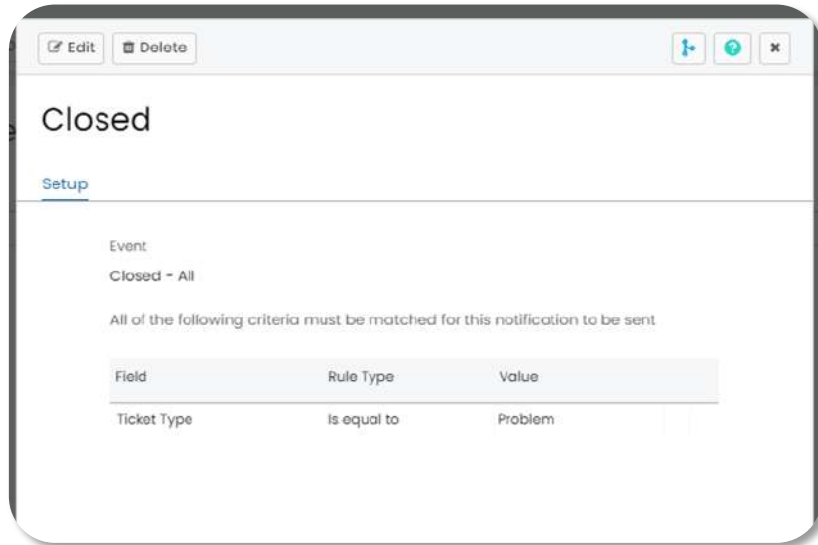 Edit Delete
Closed
Setup
Event
Closed - All
All of the following criteria must be matched for this notification to be sent
Field Rule Type Value
Ticket Type Is equal to Problem